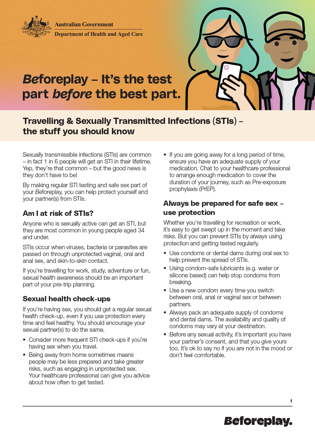 Australian Government
Department of Health and Aged Care
Beforeplay – It's the test
part before the best part.
Travelling & Sexually Transmitted Infections (STIs) –
the stuff you should know
Sexually transmissible infections (STIs) are common
– in fact 1 in 6 people will get an STI in their lifetime.
Yep, they're that common – but the good news is
they don't have to be!
By making regular STI testing and safe sex part of
your Beforeplay, you can help protect yourself and
your partner(s) from STIs.
Am I at risk of STIs?
Anyone who is sexually active can get an STI, but
they are most common in young people aged 34
and under.
STIs occur when viruses, bacteria or parasites are
passed on through unprotected vaginal, oral and
anal sex, and skin-to-skin contact.
If you're travelling for work, study, adventure or fun,
sexual health awareness should be an important
part of your pre-trip planning.
Sexual health check-ups
If you're having sex, you should get a regular sexual
health check-up, even if you use protection every
time and feel healthy. You should encourage your
sexual partner(s) to do the same.
• Consider more frequent STI check-ups if you're
having sex when you travel.
• Being away from home sometimes means
people may be less prepared and take greater
risks, such as engaging in unprotected sex.
Your healthcare professional can give you advice
about how often to get tested.
• If you are going away for a long period of time,
ensure you have an adequate supply of your
medication. Chat to your healthcare professional
to arrange enough medication to cover the
duration of your journey, such as Pre-exposure
prophylaxis (PrEP).
Always be prepared for safe sex –
use protection
Whether you're travelling for recreation or work,
it's easy to get swept up in the moment and take
risks. But you can prevent STIs by always using
protection and getting tested regularly.
• Use condoms or dental dams during oral sex to
help prevent the spread of STIs.
• Using condom-safe lubricants (e.g. water or
silicone based) can help stop condoms from
breaking.
• Use a new condom every time you switch
between oral, anal or vaginal sex or between
partners.
• Always pack an adequate supply of condoms
and dental dams. The availability and quality of
condoms may vary at your destination.
• Before any sexual activity, it's important you have
your partner's consent, and that you give yours
too. It's ok to say no if you are not in the mood or
don't feel comfortable.
1
Beforeplay.